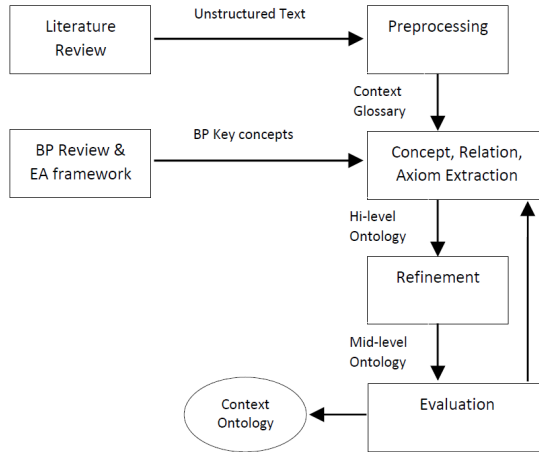 Literature
Review
Unstructured Text
Preprocessing
Context
Glossary
BP Review &
EA framework
BP Key concepts
Concept, Relation,
Axiom Extraction
Hi-level
Ontology
Refinement
Mid-level
Ontology
Evaluation
Context
Ontology